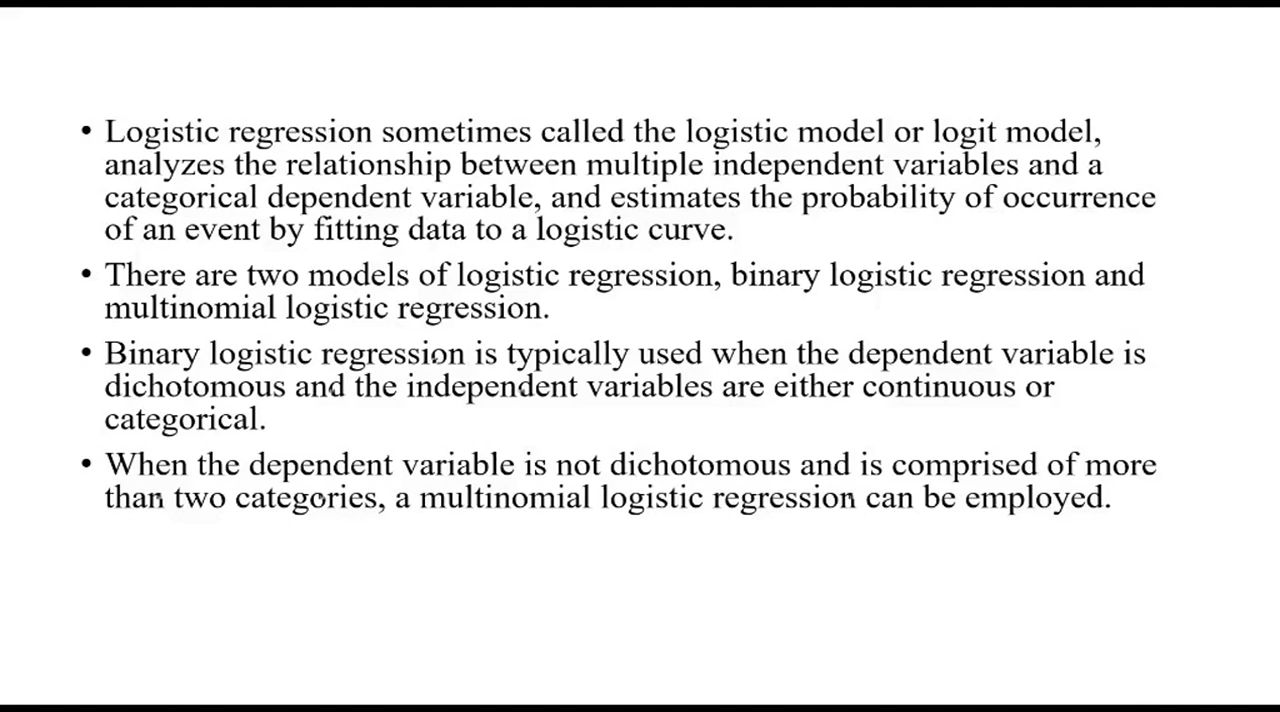 • Logistic regression sometimes called the logistic model or logit model,
analyzes the relationship between multiple independent variables and a
categorical dependent variable, and estimates the probability of occurrence
of an event by fitting data to a logistic curve.
• There are two models of logistic regression, binary logistic regression and
multinomial logistic regression.
• Binary logistic regression is typically used when the dependent variable is
dichotomous and the independent variables are either continuous or
categorical.
• When the dependent variable is not dichotomous and is comprised of more
than two categories, a multinomial logistic regression can be employed.